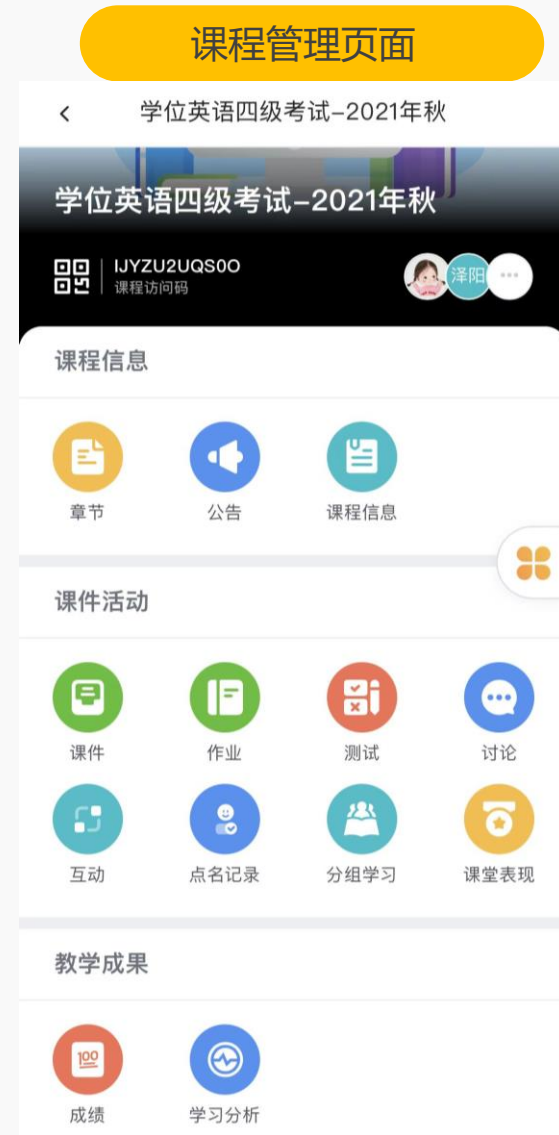 课程管理页面
学位英语四级考试-2021年秋
学位英语四级考试-2021年秋
IJYZU2UQS0O
课程访问码
泽阳
课程信息
章节 公告 课程信息
课件活动
课件 作业 测试 讨论
互动 点名记录 分组学习 课堂表现
教学成果
100
成绩 学习分析